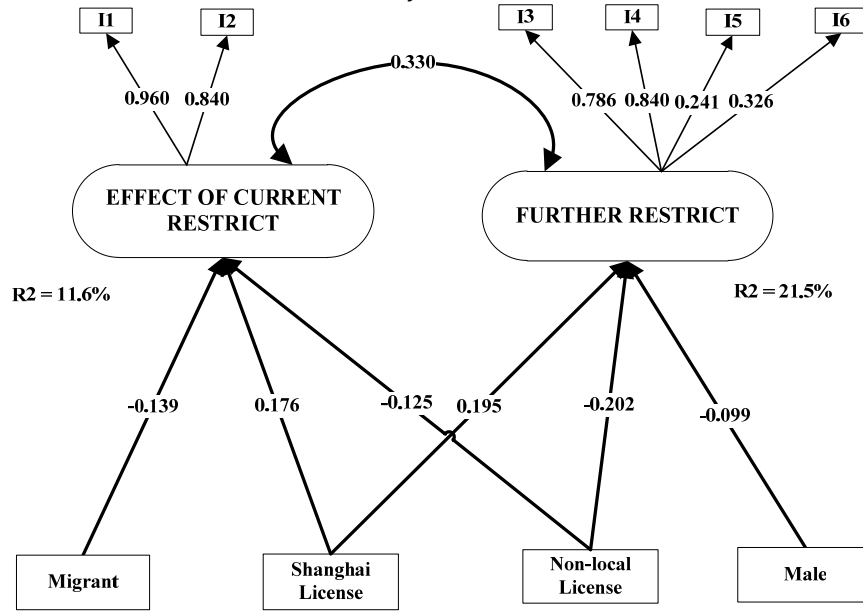 I1
I2
I3
I4
I5
I6
0.330
0.960
0.840
0.786
0.840
0.241
0.326
EFFECT OF CURRENT
RESTRICT
FURTHER RESTRICT
R2 = 11.6%
R2 = 21.5%
-0.139
0.176
-0.125
0.195
-0.202
-0.099
Migrant
Shanghai
License
Non-local
License
Male